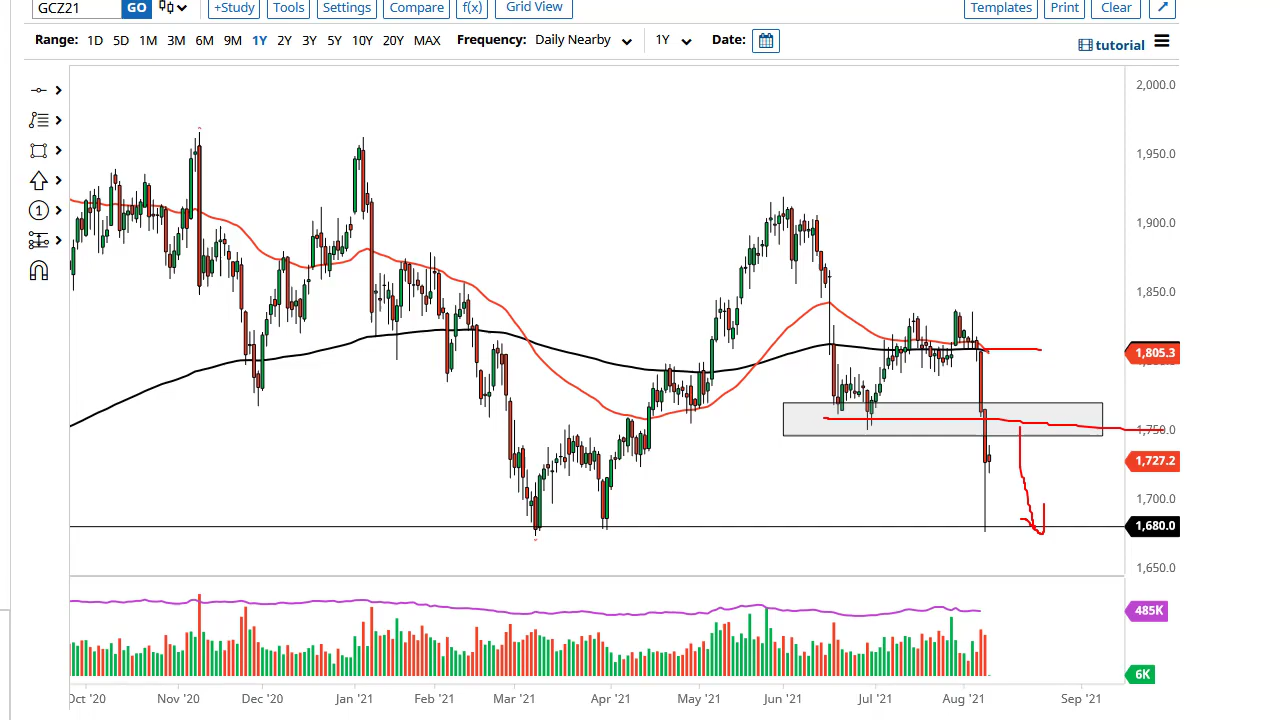 GCZ21 GO +Study Tools Settings Compare f(x) Grid View Templates Print Clear
Range: 1D 5D 1M 3M 6M 9M 1Y 2Y 3Y 5Y 10Y 20Y MAX Frequency: Daily Nearby 1Y Date: tutorial
2,000.0
1,950.0
1,900.0
1,850.0
1,805.3
1,750.0
1,727.2
1,700.0
1,680.0
1,650.0
485K
6K
Oct '20 Nov '20 Dec '20 Jan '21 Feb '21 Mar '21 Apr '21 May '21 Jun '21 Jul '21 Aug '21 Sep '21
1